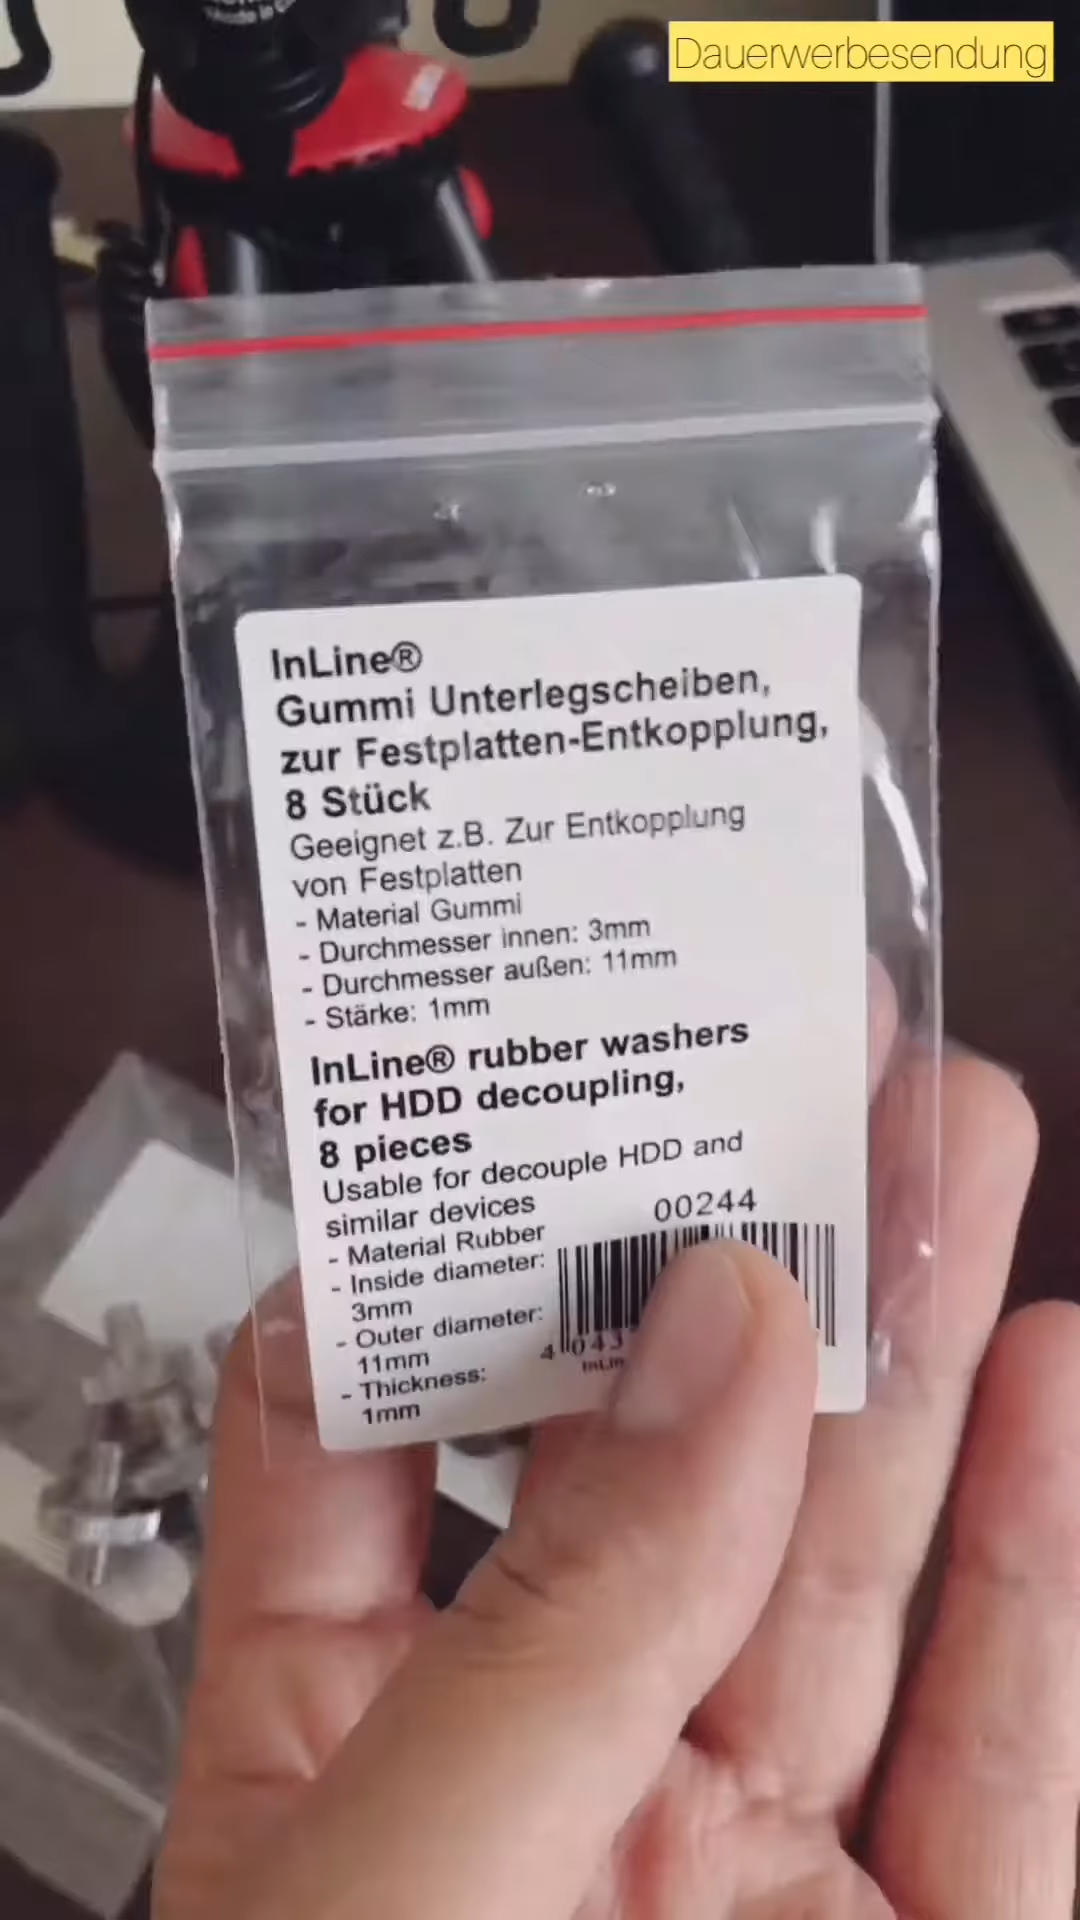 Dauerwerbesendung
InLine®
Gummi Unterlegscheiben,
zur Festplatten-Entkopplung,
8 Stück
Geeignet z.B. Zur Entkopplung
von Festplatten
- Material Gummi
- Durchmesser innen: 3mm
- Durchmesser außen: 11mm
- Stärke: 1mm
InLine® rubber washers
for HDD decoupling,
8 pieces
Usable for decouple HDD and
similar devices
- Material Rubber
- Inside diameter:
3mm
- Outer diameter:
11mm
- Thickness:
1mm
00244
4 043